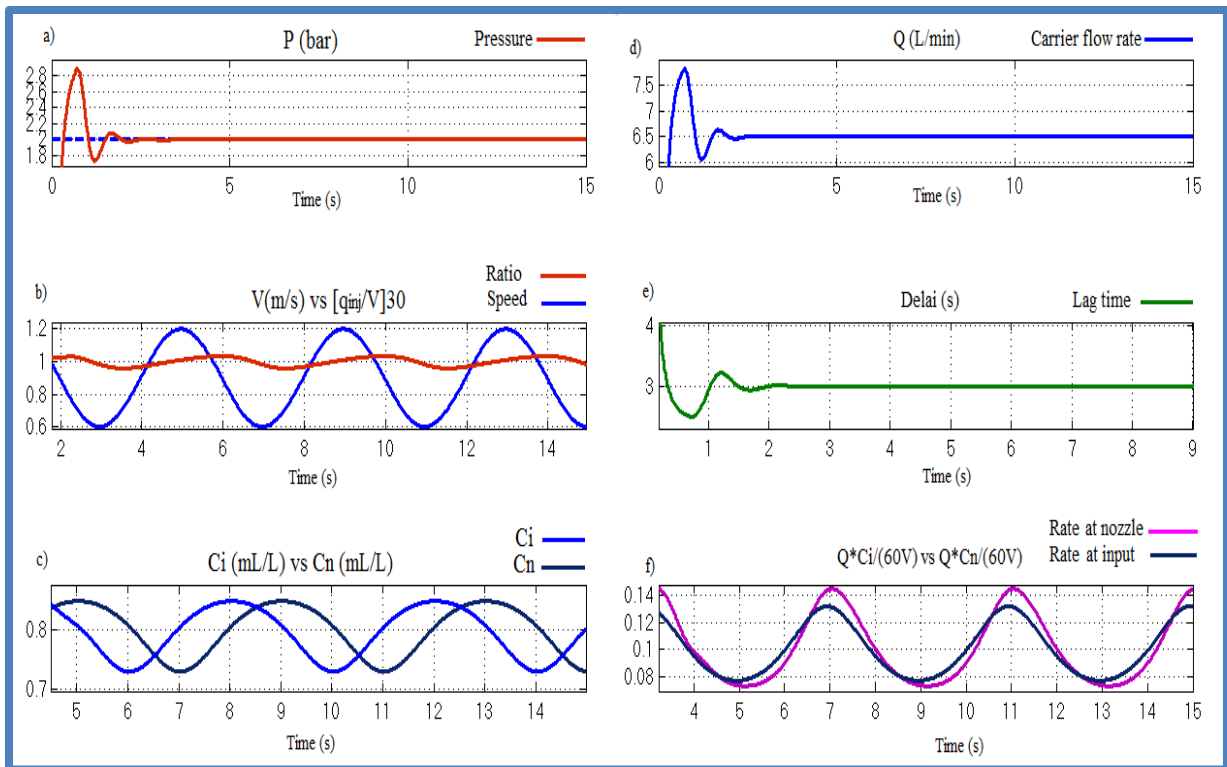 a)
P (bar)
Pressure
2.8
2.6
2.4
2.2
2
1.8
0 5 10 15
Time (s)
d)
Q (L/min)
Carrier flow rate
7.5
7
6.5
6
0 5 10 15
Time (s)
b)
V(m/s) vs [qinj/V]30
Ratio
Speed
1.2
1
0.8
0.6
2 4 6 8 10 12 14
Time (s)
e)
Delai (s)
Lag time
4
3
1 2 3 4 5 6 7 8 9
Time (s)
c)
Ci (mL/L) vs Cn (mL/L)
Ci
Cn
0.8
0.7
5 6 7 8 9 10 11 12 13 14
Time (s)
f)
Q*Ci/(60V) vs Q*Cn/(60V)
Rate at nozzle
Rate at input
0.14
0.12
0.1
0.08
4 5 6 7 8 9 10 11 12 13 14 15
Time (s)